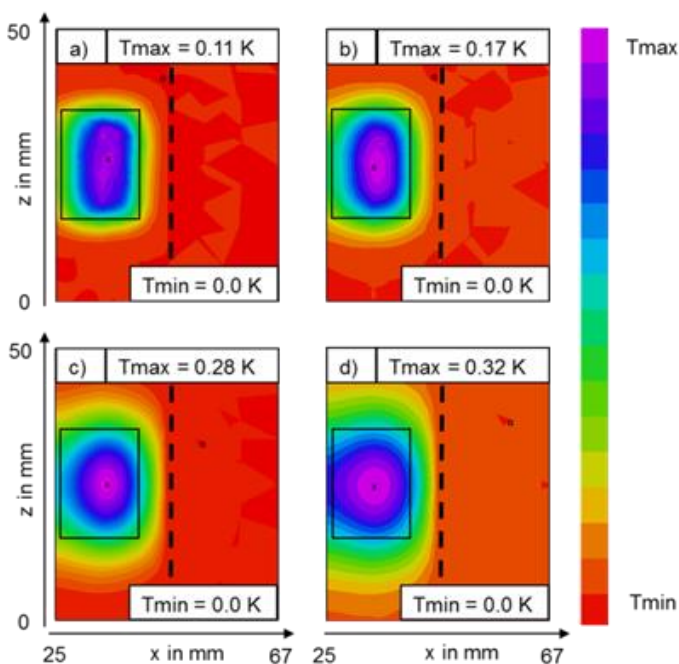 50
a) Tmax = 0.11 K
b) Tmax = 0.17 K
Tmax
z in mm
0
Tmin = 0.0 K
Tmin = 0.0 K
50
c) Tmax = 0.28 K
d) Tmax = 0.32 K
z in mm
0
Tmin = 0.0 K
Tmin = 0.0 K
Tmin
25 x in mm 67
25 x in mm 67